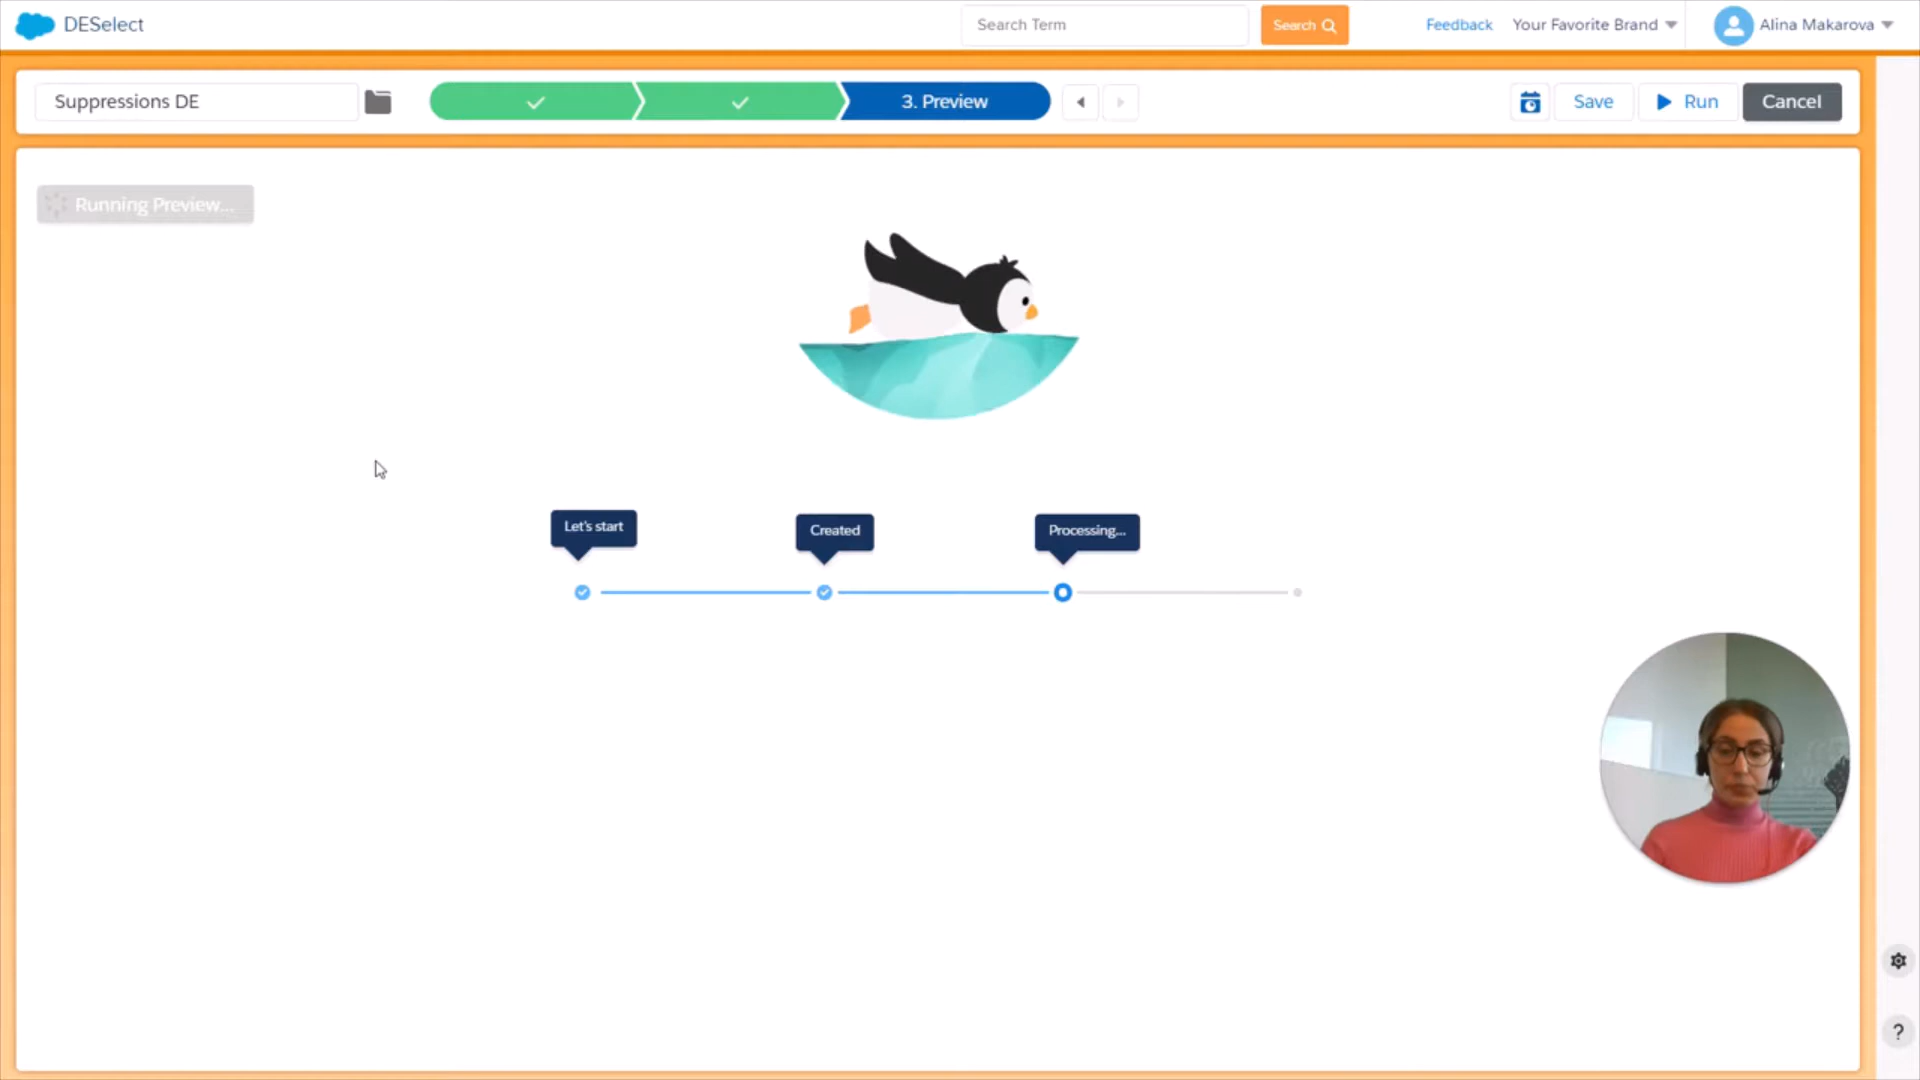 DESelect
Search Term
Search
Feedback
Your Favorite Brand
Alina Makarova
Suppressions DE
3. Preview
Save
Run
Cancel
Running Preview...
Let's start
Created
Processing...
?